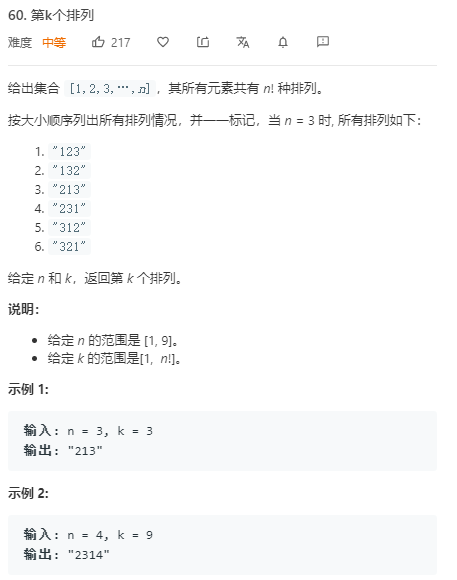 60. 第k个排列
难度 中等 217
给出集合 [1,2,3,…,n]，其所有元素共有 n! 种排列。
按大小顺序列出所有排列情况，并一一标记，当 n = 3 时, 所有排列如下：
1. "123"
2. "132"
3. "213"
4. "231"
5. "312"
6. "321"
给定 n 和 k，返回第 k 个排列。
说明：
• 给定 n 的范围是 [1, 9]。
• 给定 k 的范围是[1, n!]。
示例 1:
输入: n = 3, k = 3
输出: "213"
示例 2:
输入: n = 4, k = 9
输出: "2314"